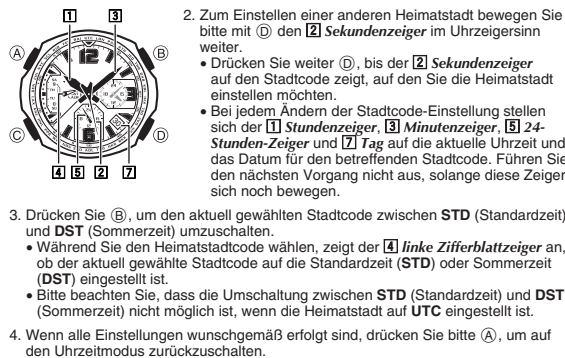 1 3
A B
C D
4 5 2 7
2. Zum Einstellen einer anderen Heimatstadt bewegen Sie
bitte mit Ⓓ den 2 Sekundenzeiger im Uhrzeigersinn
weiter.
• Drücken Sie weiter Ⓓ, bis der 2 Sekundenzeiger
auf den Stadtcode zeigt, auf den Sie die Heimatstadt
einstellen möchten.
• Bei jedem Ändern der Stadtcode-Einstellung stellen
sich der 1 Stundenzeiger, 3 Minutenzeiger, 5 24-
Stunden-Zeiger und 7 Tag auf die aktuelle Uhrzeit und
das Datum für den betreffenden Stadtcode. Führen Sie
den nächsten Vorgang nicht aus, solange diese Zeiger
sich noch bewegen.
3. Drücken Sie Ⓑ, um den aktuell gewählten Stadtcode zwischen STD (Standardzeit)
und DST (Sommerzeit) umzuschalten.
• Während Sie den Heimatstadtcode wählen, zeigt der 4 linke Zifferblattzeiger an,
ob der aktuell gewählte Stadtcode auf die Standardzeit (STD) oder Sommerzeit
(DST) eingestellt ist.
• Bitte beachten Sie, dass die Umschaltung zwischen STD (Standardzeit) und DST
(Sommerzeit) nicht möglich ist, wenn die Heimatstadt auf UTC eingestellt ist.
4. Wenn alle Einstellungen wunschgemäß erfolgt sind, drücken Sie bitte Ⓐ, um auf
den Uhrzeitmodus zurückzuschalten.